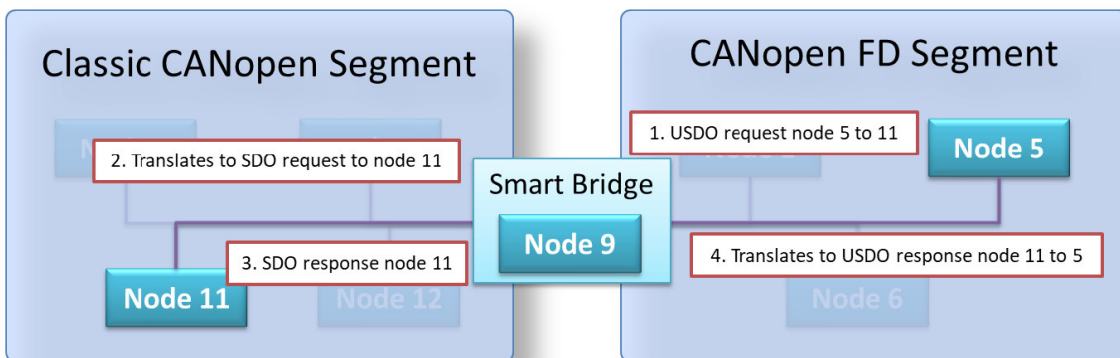 Classic CANopen Segment
CANopen FD Segment
1. USDO request node 5 to 11
Node 5
2. Translates to SDO request to node 11
Smart Bridge
Node 9
3. SDO response node 11
4. Translates to USDO response node 11 to 5
Node 11
Node 12
Node 6